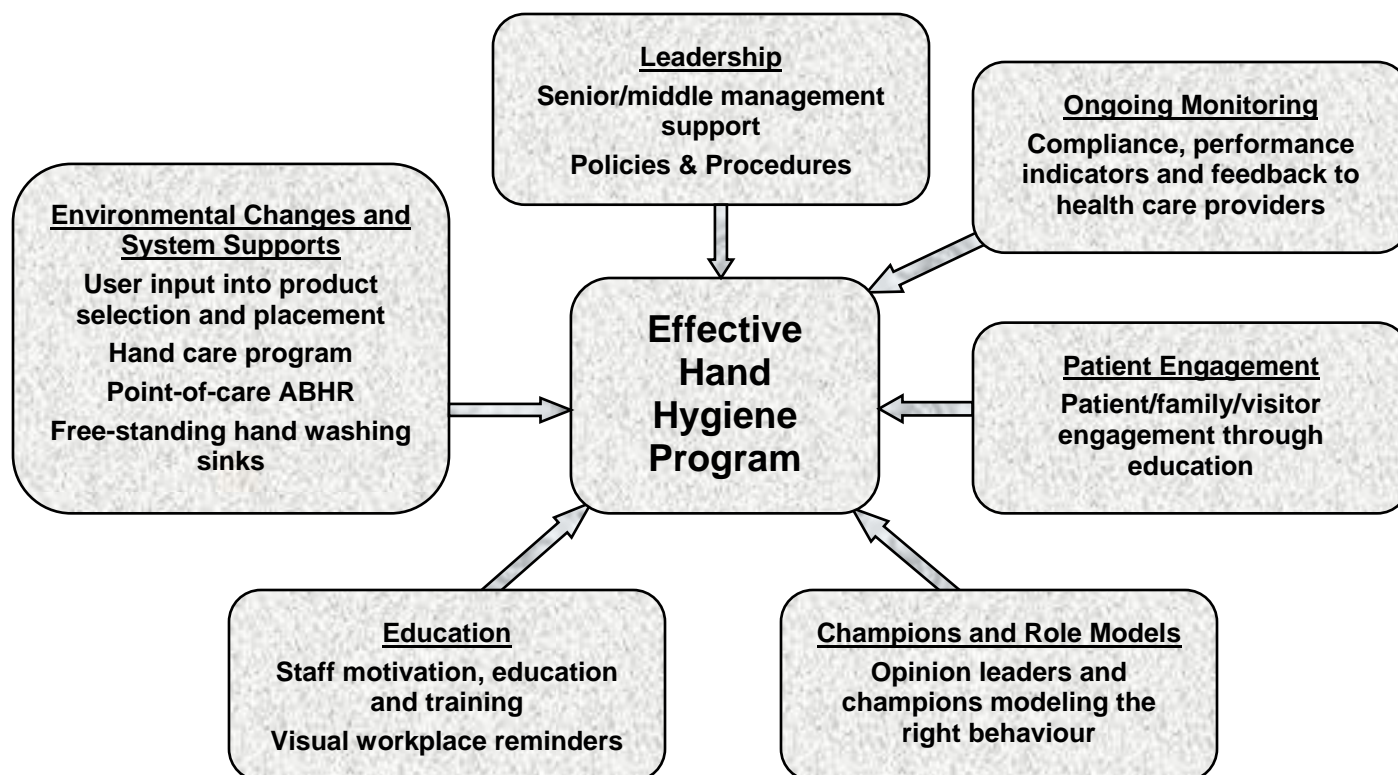 Leadership
Senior/middle management
support
Policies & Procedures
Ongoing Monitoring
Compliance, performance
indicators and feedback to
health care providers
Environmental Changes and
System Supports
User input into product
selection and placement
Hand care program
Point-of-care ABHR
Free-standing hand washing
sinks
Effective
Hand
Hygiene
Program
Patient Engagement
Patient/family/visitor
engagement through
education
Education
Staff motivation, education
and training
Visual workplace reminders
Champions and Role Models
Opinion leaders and
champions modeling the
right behaviour